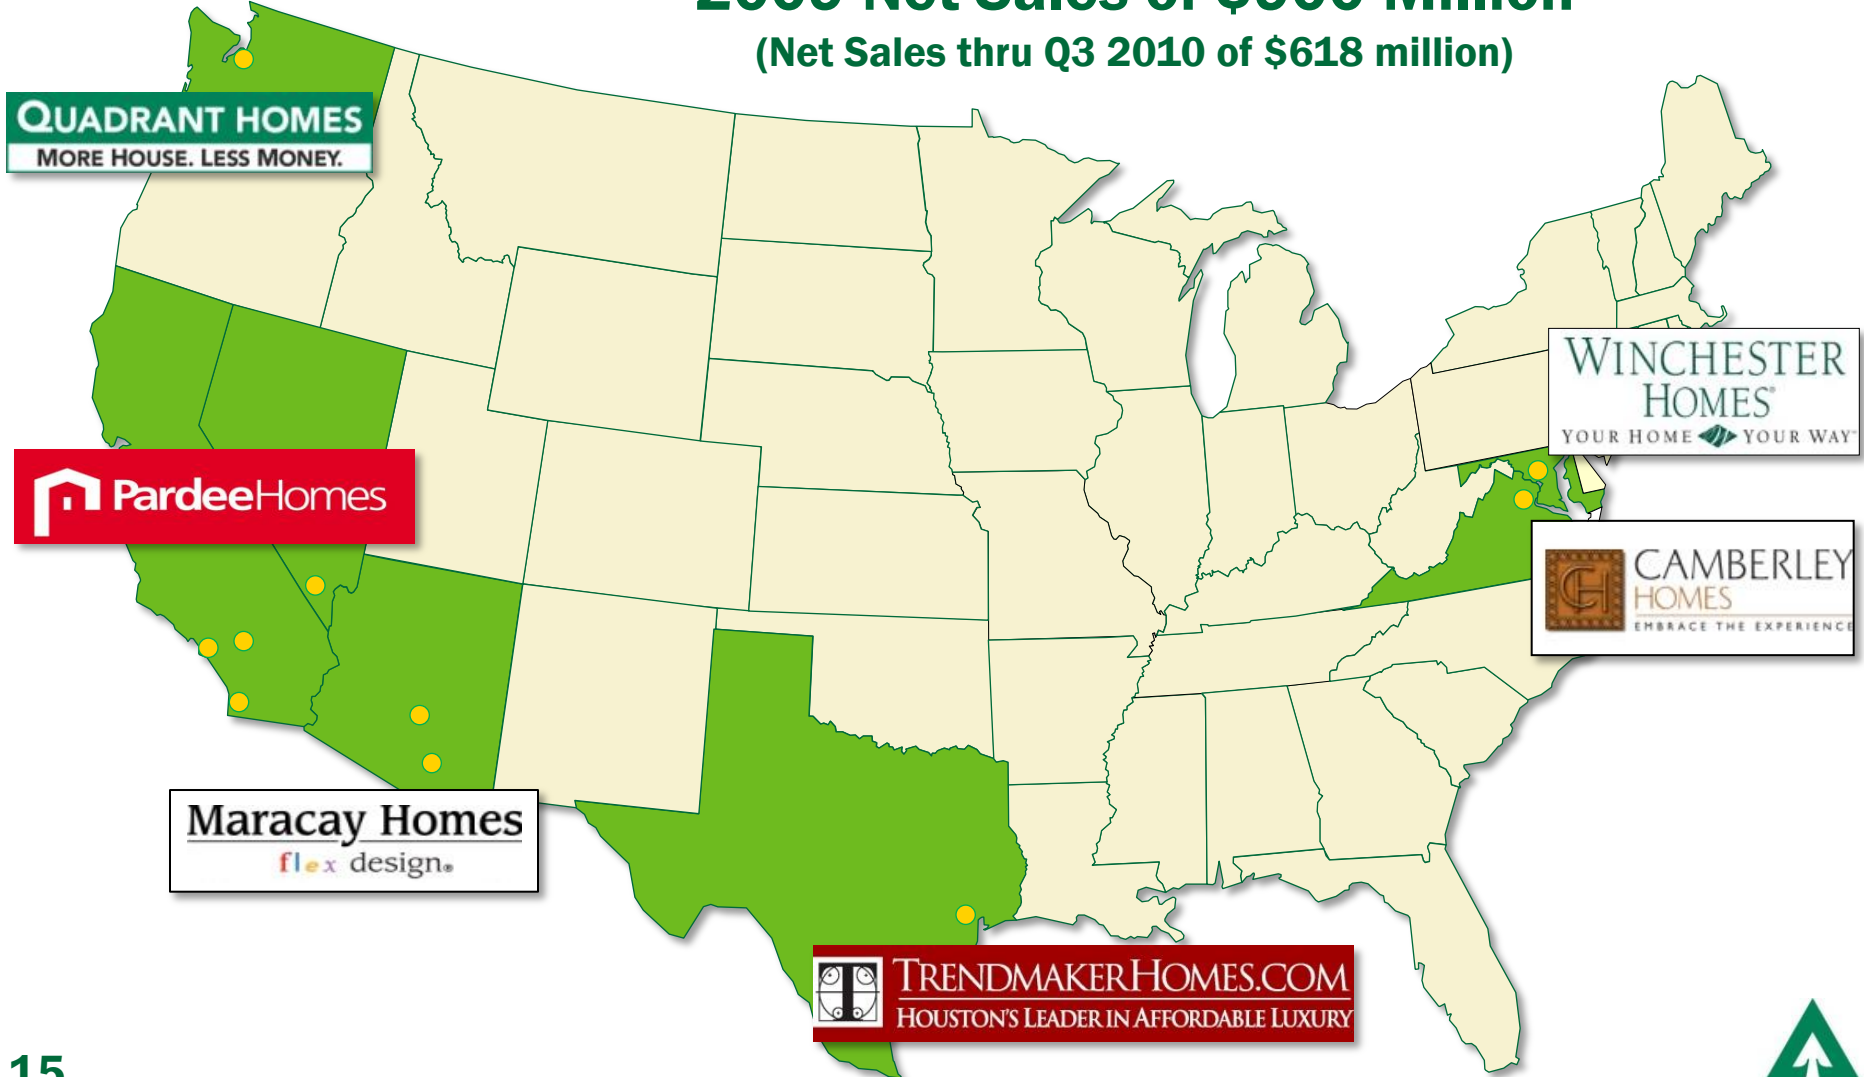 (Net Sales thru Q3 2010 of $618 million)
QUADRANT HOMES
MORE HOUSE. LESS MONEY.
WINCHESTER
HOMES®
YOUR HOME YOUR WAY™
PardeeHomes
CAMBERLEY
HOMES
EMBRACE THE EXPERIENCE
Maracay Homes
flex design®
TRENDMAKERHOMES.COM
HOUSTON'S LEADER IN AFFORDABLE LUXURY
15